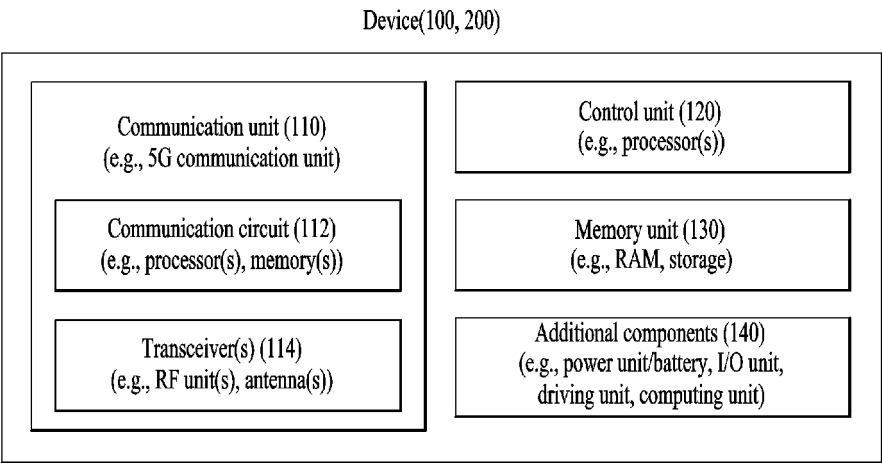 Device(100, 200)
Communication unit (110)
(e.g., 5G communication unit)
Communication circuit (112)
(e.g., processor(s), memory(s))
Transceiver(s) (114)
(e.g., RF unit(s), antenna(s))
Control unit (120)
(e.g., processor(s))
Memory unit (130)
(e.g., RAM, storage)
Additional components (140)
(e.g., power unit/battery, I/O unit,
driving unit, computing unit)